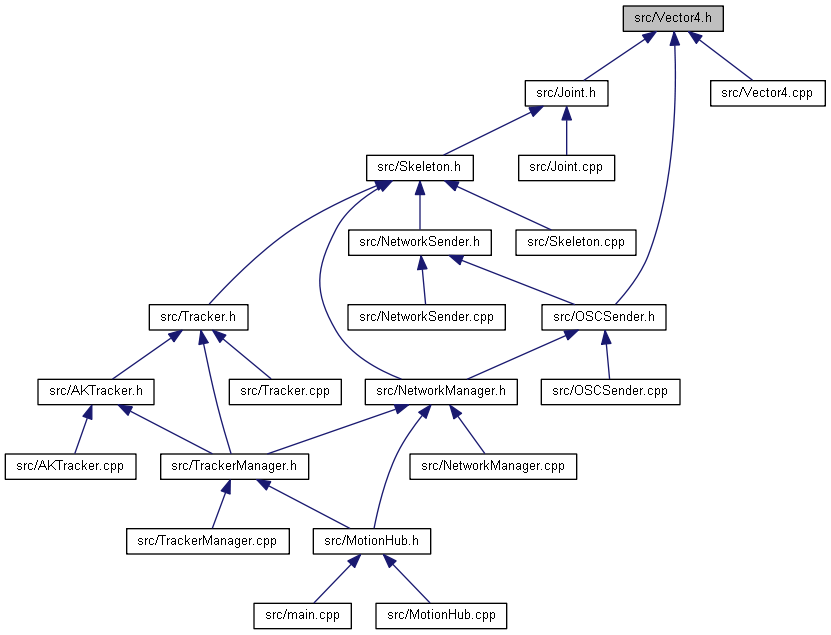 src/Vector4.h
src/Joint.h
src/Vector4.cpp
src/Skeleton.h
src/Joint.cpp
src/NetworkSender.h
src/Skeleton.cpp
src/Tracker.h
src/NetworkSender.cpp
src/OSCSender.h
src/AKTracker.h
src/Tracker.cpp
src/NetworkManager.h
src/OSCSender.cpp
src/AKTracker.cpp
src/TrackerManager.h
src/NetworkManager.cpp
src/TrackerManager.cpp
src/MotionHub.h
src/main.cpp
src/MotionHub.cpp